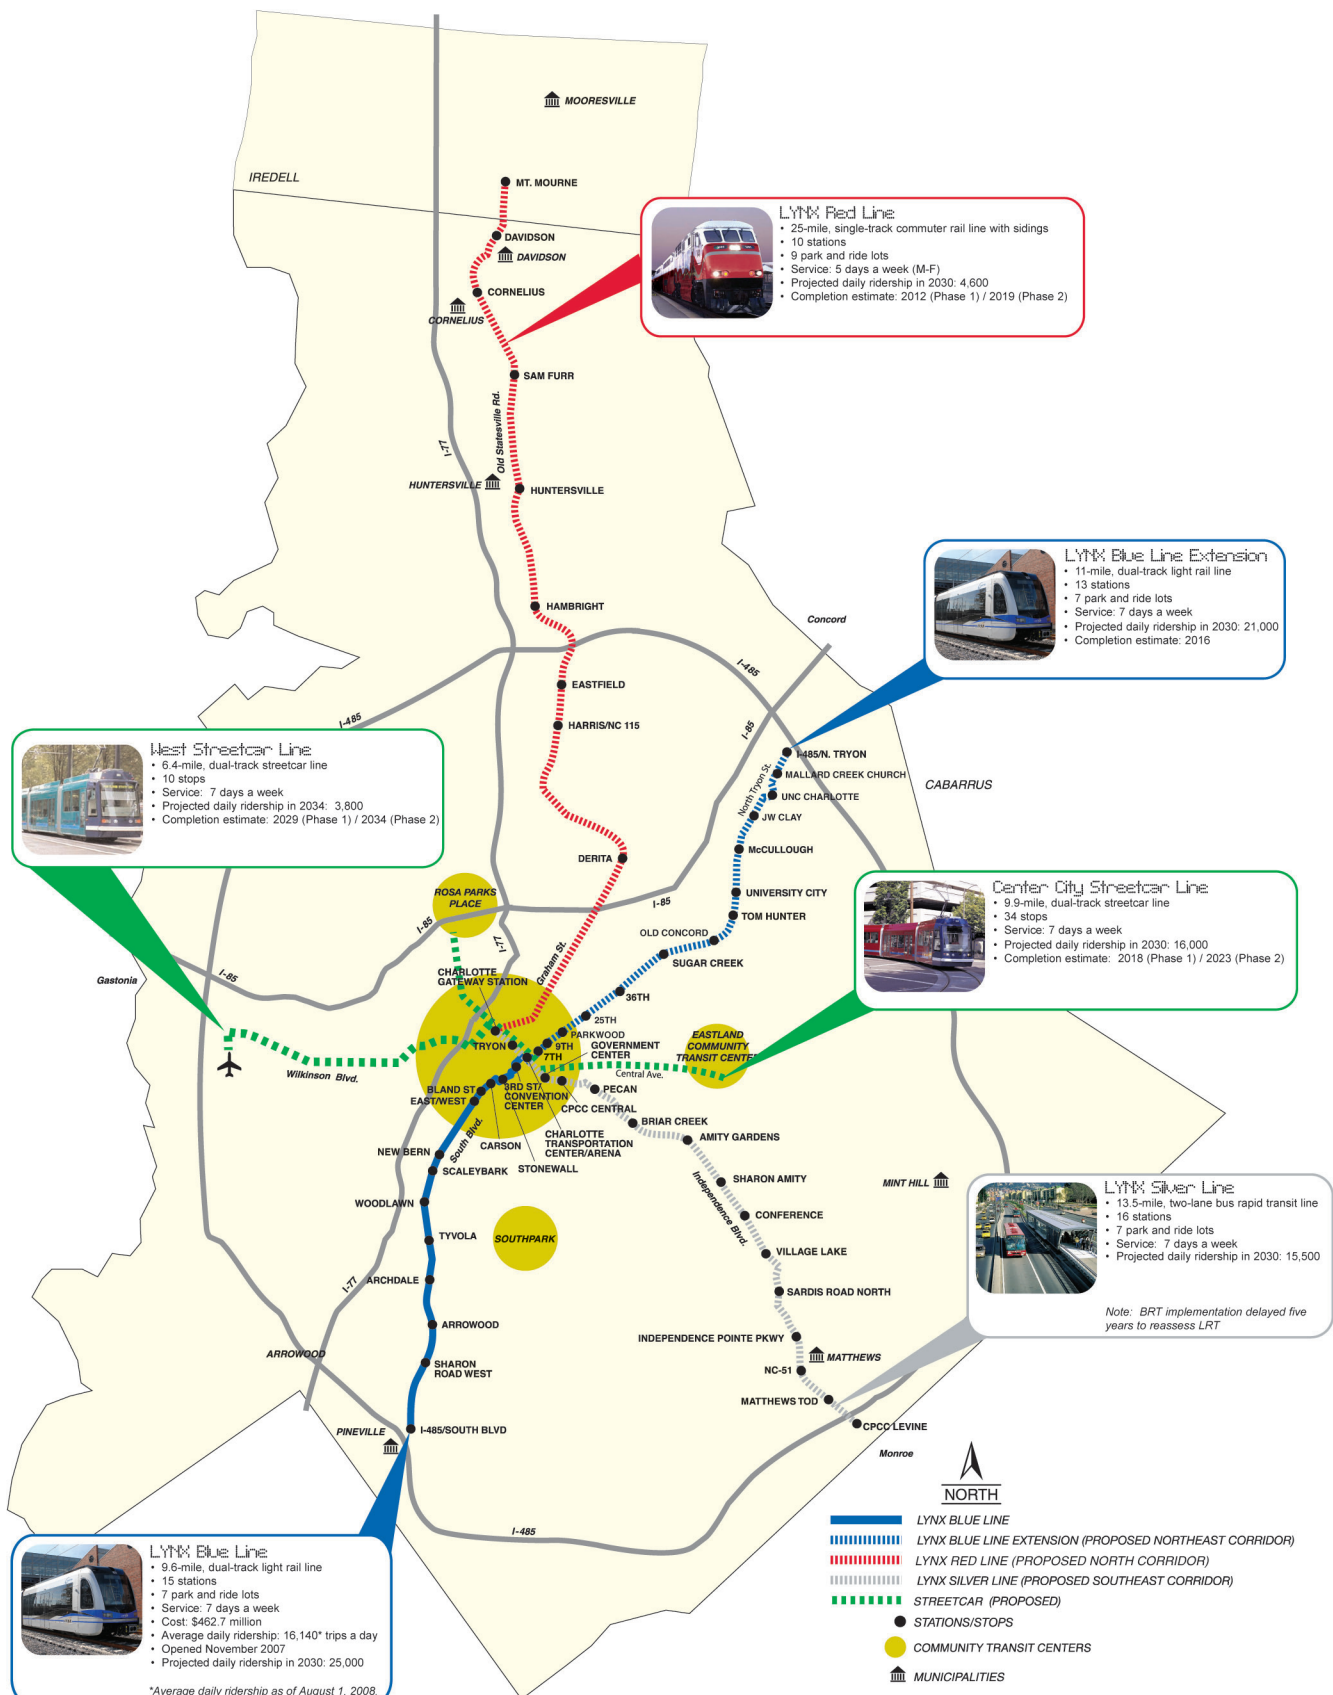 MOORESVILLE
IREDELL
MT. MOURNE
DAVIDSON
DAVIDSON
CORNELIUS
CORNELIUS
SAM FURR
Old Statesville Rd.
I-77
HUNTERSVILLE
HUNTERSVILLE
HAMBRIGHT
LYNX Red Line
• 25-mile, single-track commuter rail line with sidings
• 10 stations
• 9 park and ride lots
• Service: 5 days a week (M-F)
• Projected daily ridership in 2030: 4,600
• Completion estimate: 2012 (Phase 1) / 2019 (Phase 2)
LYNX Blue Line Extension
• 11-mile, dual-track light rail line
• 13 stations
• 7 park and ride lots
• Service: 7 days a week
• Projected daily ridership in 2030: 21,000
• Completion estimate: 2016
Concord
I-485
I-485
I-85
EASTFIELD
HARRIS/NC 115
I-485/N. TRYON
MALLARD CREEK CHURCH
North Tryon St.
UNC CHARLOTTE
JW CLAY
CABARRUS
McCULLOUGH
DERITA
UNIVERSITY CITY
TOM HUNTER
OLD CONCORD
SUGAR CREEK
West Streetcar Line
• 6.4-mile, dual-track streetcar line
• 10 stops
• Service: 7 days a week
• Projected daily ridership in 2034: 3,800
• Completion estimate: 2029 (Phase 1) / 2034 (Phase 2)
Center City Streetcar Line
• 9.9-mile, dual-track streetcar line
• 34 stops
• Service: 7 days a week
• Projected daily ridership in 2030: 16,000
• Completion estimate: 2018 (Phase 1) / 2023 (Phase 2)
ROSA PARKS
PLACE
I-85
I-85
I-77
Graham St.
Gastonia
I-85
CHARLOTTE
GATEWAY STATION
36TH
25TH
PARKWOOD
9TH
7TH
TRYON
GOVERNMENT
CENTER
EASTLAND
COMMUNITY
TRANSIT CENTER
Central Ave.
Wilkinson Blvd.
BLAND ST
EAST/WEST
3RD ST/
CONVENTION
CENTER
CPCC CENTRAL
PECAN
BRIAR CREEK
AMITY GARDENS
South Blvd.
CARSON
STONEWALL
CHARLOTTE
TRANSPORTATION
CENTER/ARENA
NEW BERN
SCALEYBARK
WOODLAWN
TYVOLA
SOUTHPARK
ARCHDALE
I-77
ARROWOOD
ARROWOOD
SHARON
ROAD WEST
PINEVILLE
I-485/SOUTH BLVD
I-485
Independence Blvd.
SHARON AMITY
CONFERENCE
VILLAGE LAKE
SARDIS ROAD NORTH
INDEPENDENCE POINTE PKWY
MATTHEWS
NC-51
MATTHEWS TOD
CPCC LEVINE
Monroe
MINT HILL
LYNX Silver Line
• 13.5-mile, two-lane bus rapid transit line
• 16 stations
• 7 park and ride lots
• Service: 7 days a week
• Projected daily ridership in 2030: 15,500
Note: BRT implementation delayed five
years to reassess LRT
LYNX Blue Line
• 9.6-mile, dual-track light rail line
• 15 stations
• 7 park and ride lots
• Service: 7 days a week
• Cost: $462.7 million
• Average daily ridership: 16,140* trips a day
• Opened November 2007
• Projected daily ridership in 2030: 25,000
*Average daily ridership as of August 1, 2008.
NORTH
LYNX BLUE LINE
LYNX BLUE LINE EXTENSION (PROPOSED NORTHEAST CORRIDOR)
LYNX RED LINE (PROPOSED NORTH CORRIDOR)
LYNX SILVER LINE (PROPOSED SOUTHEAST CORRIDOR)
STREETCAR (PROPOSED)
STATIONS/STOPS
COMMUNITY TRANSIT CENTERS
MUNICIPALITIES